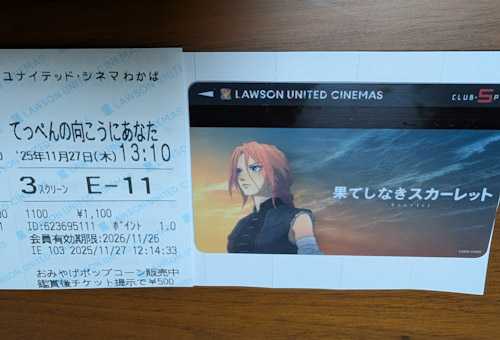 ユナイテッド・シネマわかば
てっぺんの向こうにあなた
'25年11月27日(木)13:10
3スクリーン E-11
1100 ¥1,100
ID:623695111 ポイント 1.0
会員有効期限:2026/11/26
IE 103 2025/11/27 12:14:33
おみやげポップコーン販売中
鑑賞後チケット提示で¥500
LAWSON UNITED CINEMAS
CLUB-SP
果てしなきスカーレット
Scarlet